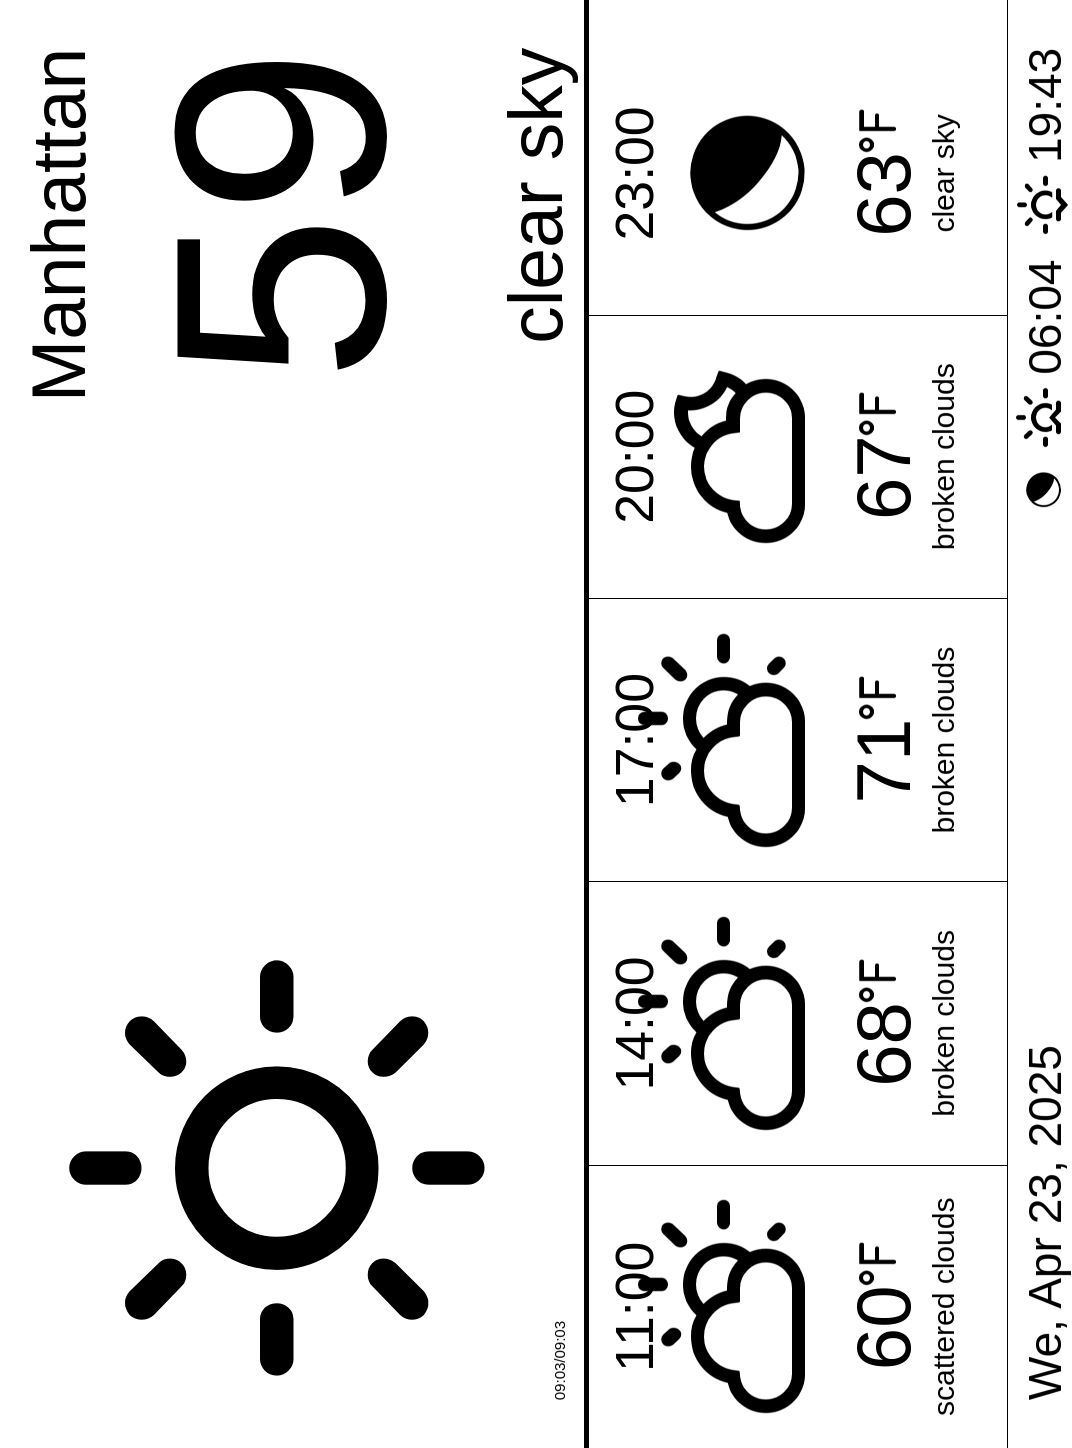 Manhattan
59
clear sky
09:03/09:03
11:00
60°F
scattered clouds
14:00
68°F
broken clouds
17:00
71°F
broken clouds
20:00
67°F
broken clouds
23:00
63°F
clear sky
We, Apr 23, 2025
06:04
19:43